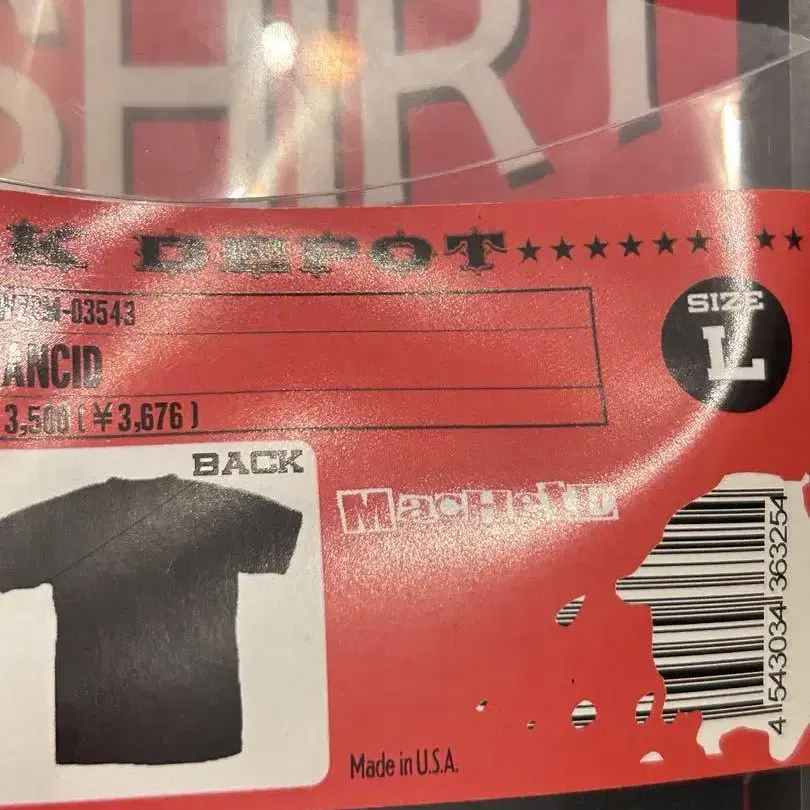 SHIRT
K DEPOT★★★★★★★ ★★
-03543
SIZE
L
ANCID
3,500 (¥3,676)
BACK
MacHetE
4 543034 363254
Made in U.S.A.